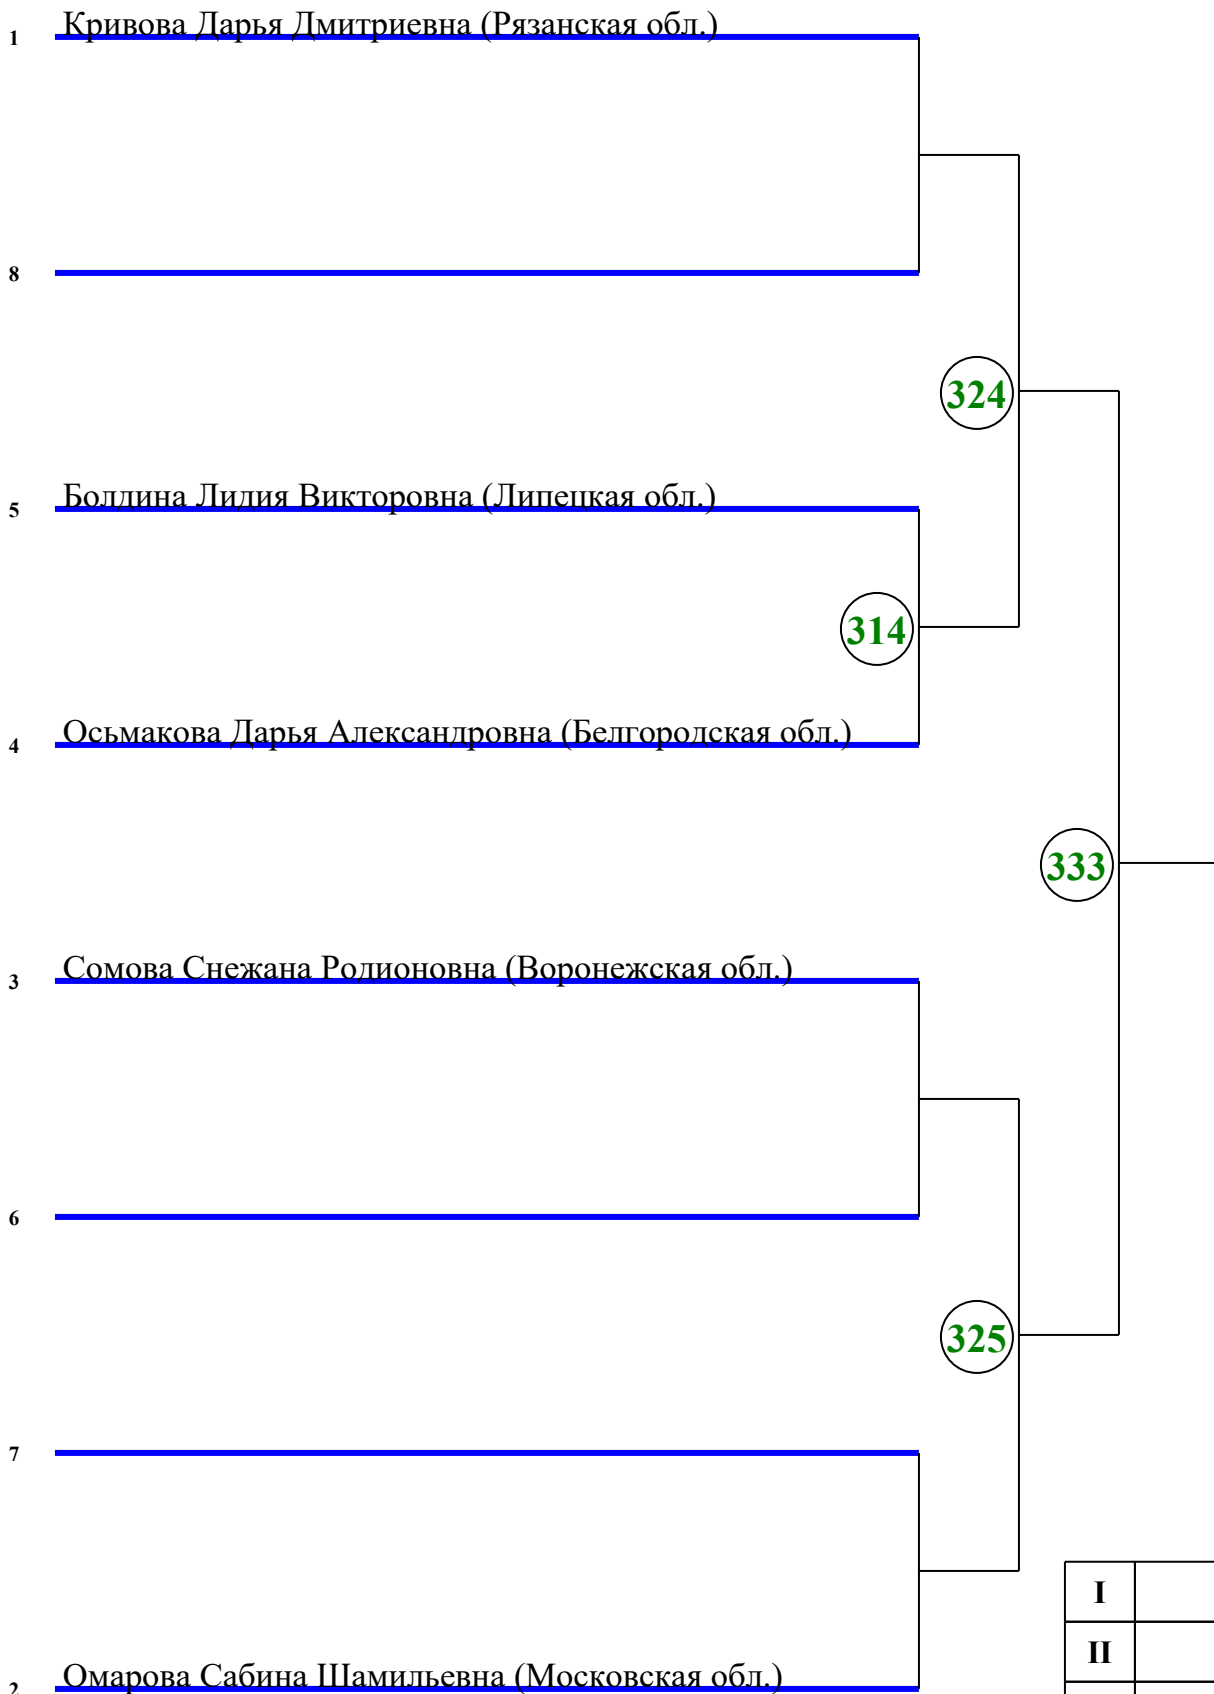 1 Кривова Дарья Дмитриевна (Рязанская обл.)
8
324
5 Болдина Лидия Викторовна (Липецкая обл.)
314
4 Осьмакова Дарья Александровна (Белгородская обл.)
333
3 Сомова Снежана Родионовна (Воронежская обл.)
6
325
7
I
II
2 Омарова Сабина Шамильевна (Московская обл.)